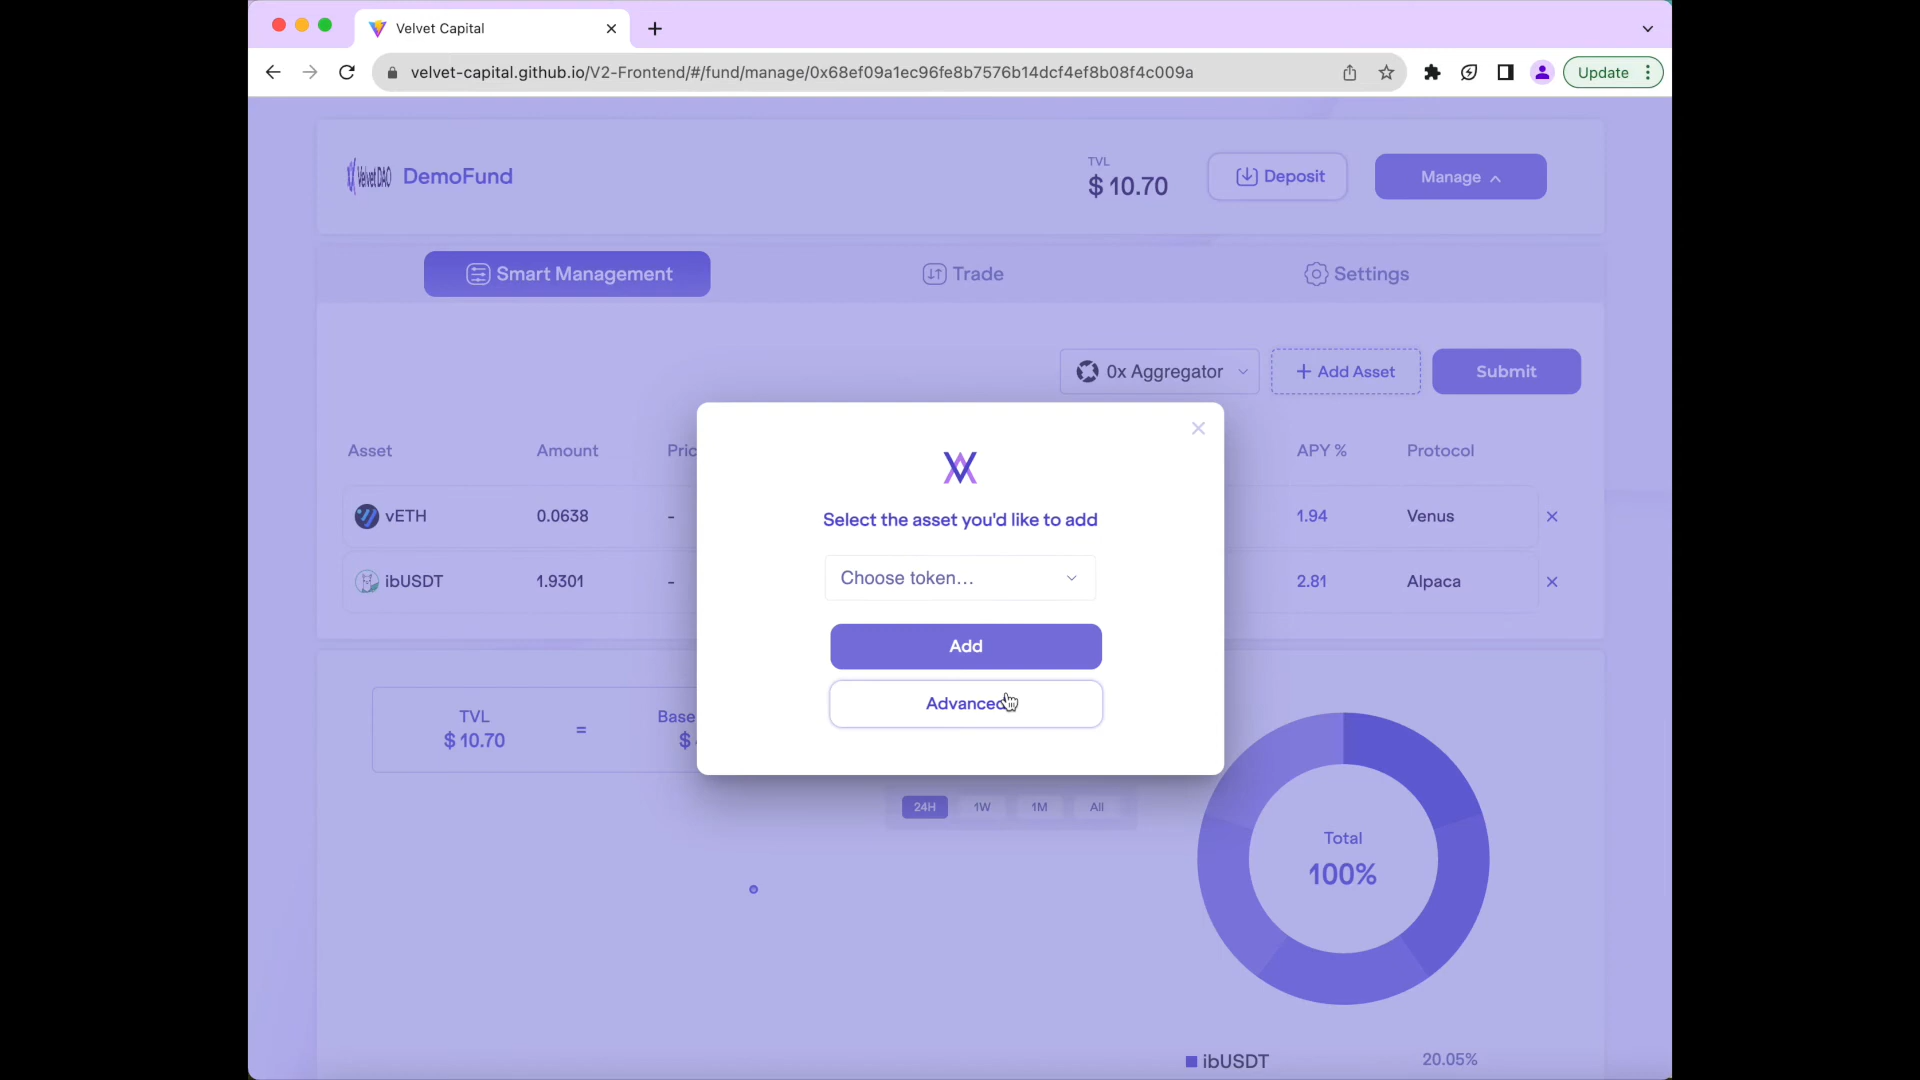 Velvet Capital
velvet-capital.github.io/V2-Frontend/#/fund/manage/0x68ef09a1ec96fe8b7576b14dcf4ef8b08f4c009a
Update
VelvetDAO DemoFund
TVL
$ 10.70
Deposit
Manage
Smart Management
Trade
Settings
0x Aggregator
+ Add Asset
Submit
Asset Amount Pric APY % Protocol
vETH 0.0638 - 1.94 Venus
ibUSDT 1.9301 - 2.81 Alpaca
Select the asset you'd like to add
Choose token...
Add
Advanced
TVL
$ 10.70
=
Base
$
24H 1W 1M All
Total
100%
ibUSDT 20.05%